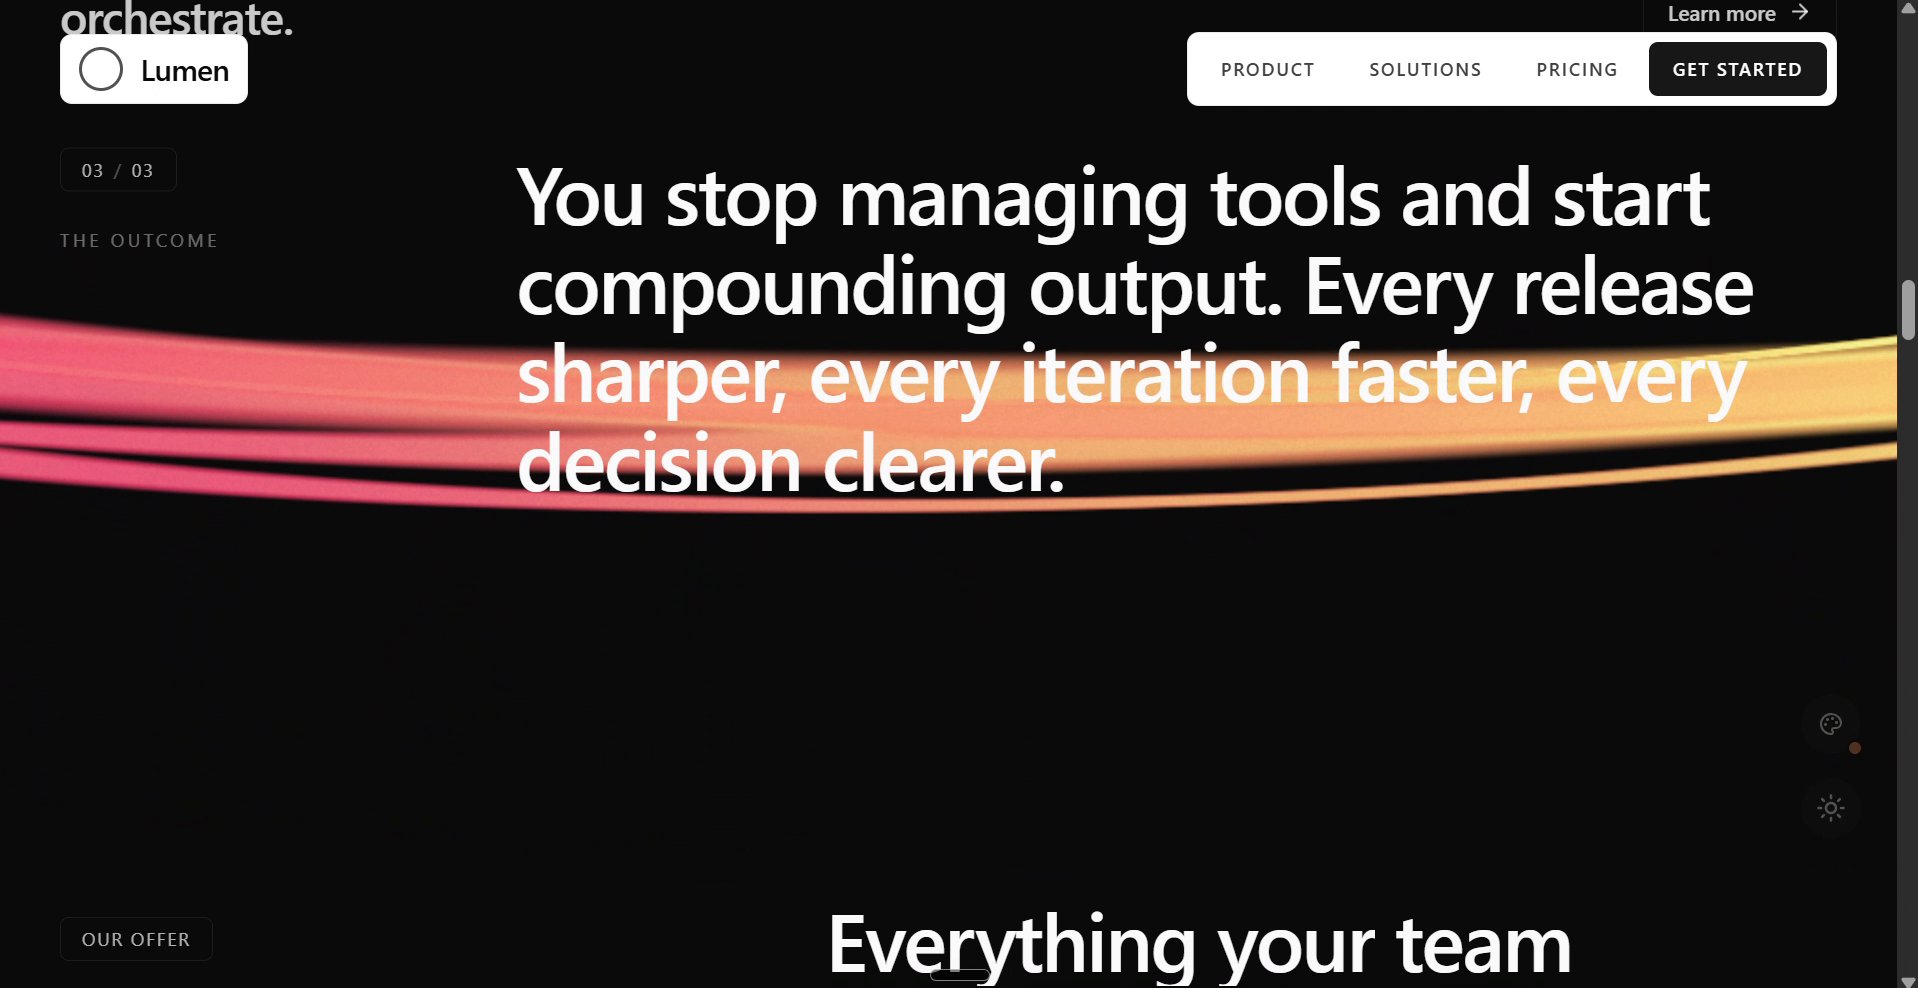 orchestrate.
Learn more
Lumen
PRODUCT
SOLUTIONS
PRICING
GET STARTED
03 / 03
THE OUTCOME
You stop managing tools and start
compounding output. Every release
sharper, every iteration faster, every
decision clearer.
OUR OFFER
Everything your team